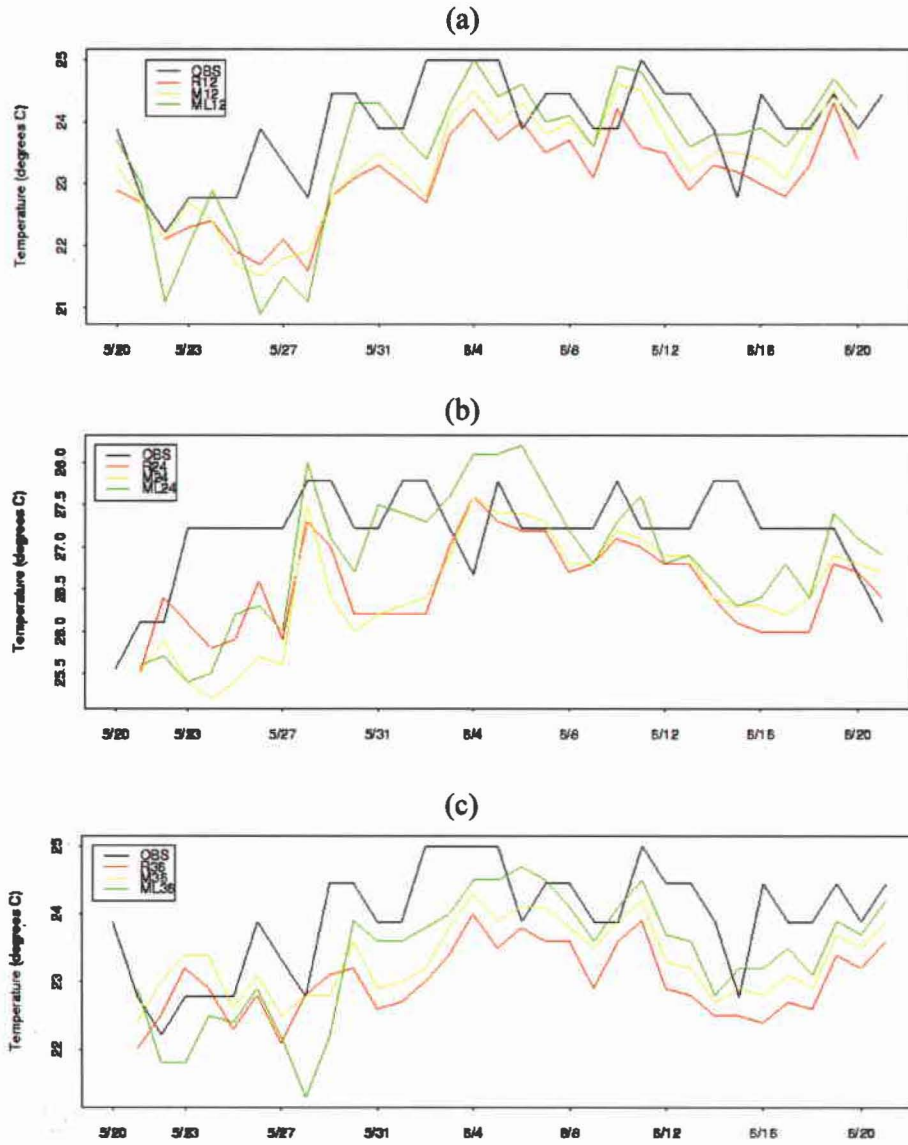 (a)
OBS
R12
M12
ML12
Temperature (degrees C)
25
24
23
22
21
5/20
5/23
5/27
5/31
6/4
6/8
6/12
6/16
6/20
(b)
OBS
R24
M24
ML24
Temperature (degrees C)
28.0
27.5
27.0
26.5
26.0
25.5
5/20
5/23
5/27
5/31
6/4
6/8
6/12
6/16
6/20
(c)
OBS
R36
M36
ML36
Temperature (degrees C)
25
24
23
22
5/20
5/23
5/27
5/31
6/4
6/8
6/12
6/16
6/20